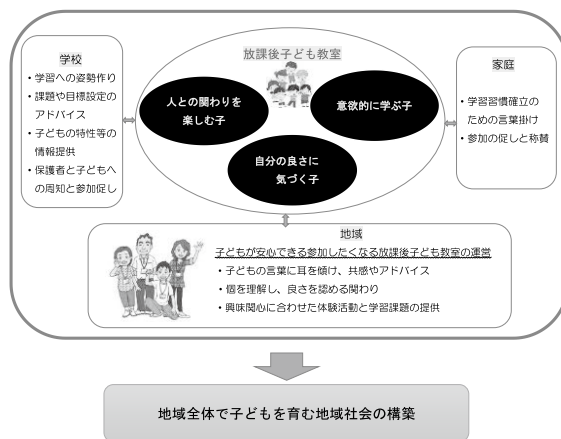 放課後子ども教室
人との関わりを
楽しむ子
意欲的に学ぶ子
自分の良さに
気づく子
学校
・学習への姿勢作り
・課題や目標設定の
アドバイス
・子どもの特性等の
情報提供
・保護者と子どもへ
の周知と参加促し
家庭
・学習習慣確立の
ための言葉掛け
・参加の促しと称賛
地域
子どもが安心できる参加したくなる放課後子ども教室の運営
・子どもの言葉に耳を傾け、共感やアドバイス
・個を理解し、良さを認める関わり
・興味関心に合わせた体験活動と学習課題の提供
地域全体で子どもを育む地域社会の構築